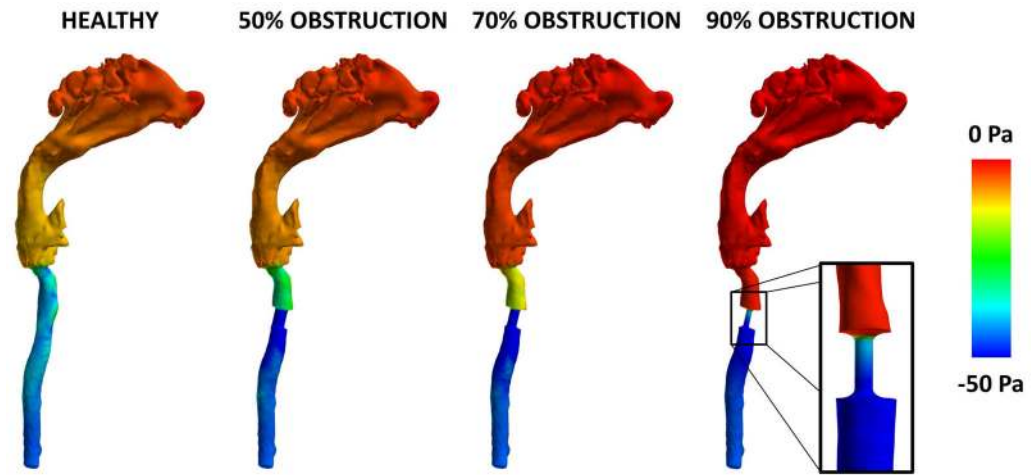 HEALTHY
50% OBSTRUCTION
70% OBSTRUCTION
90% OBSTRUCTION
0 Pa
-50 Pa